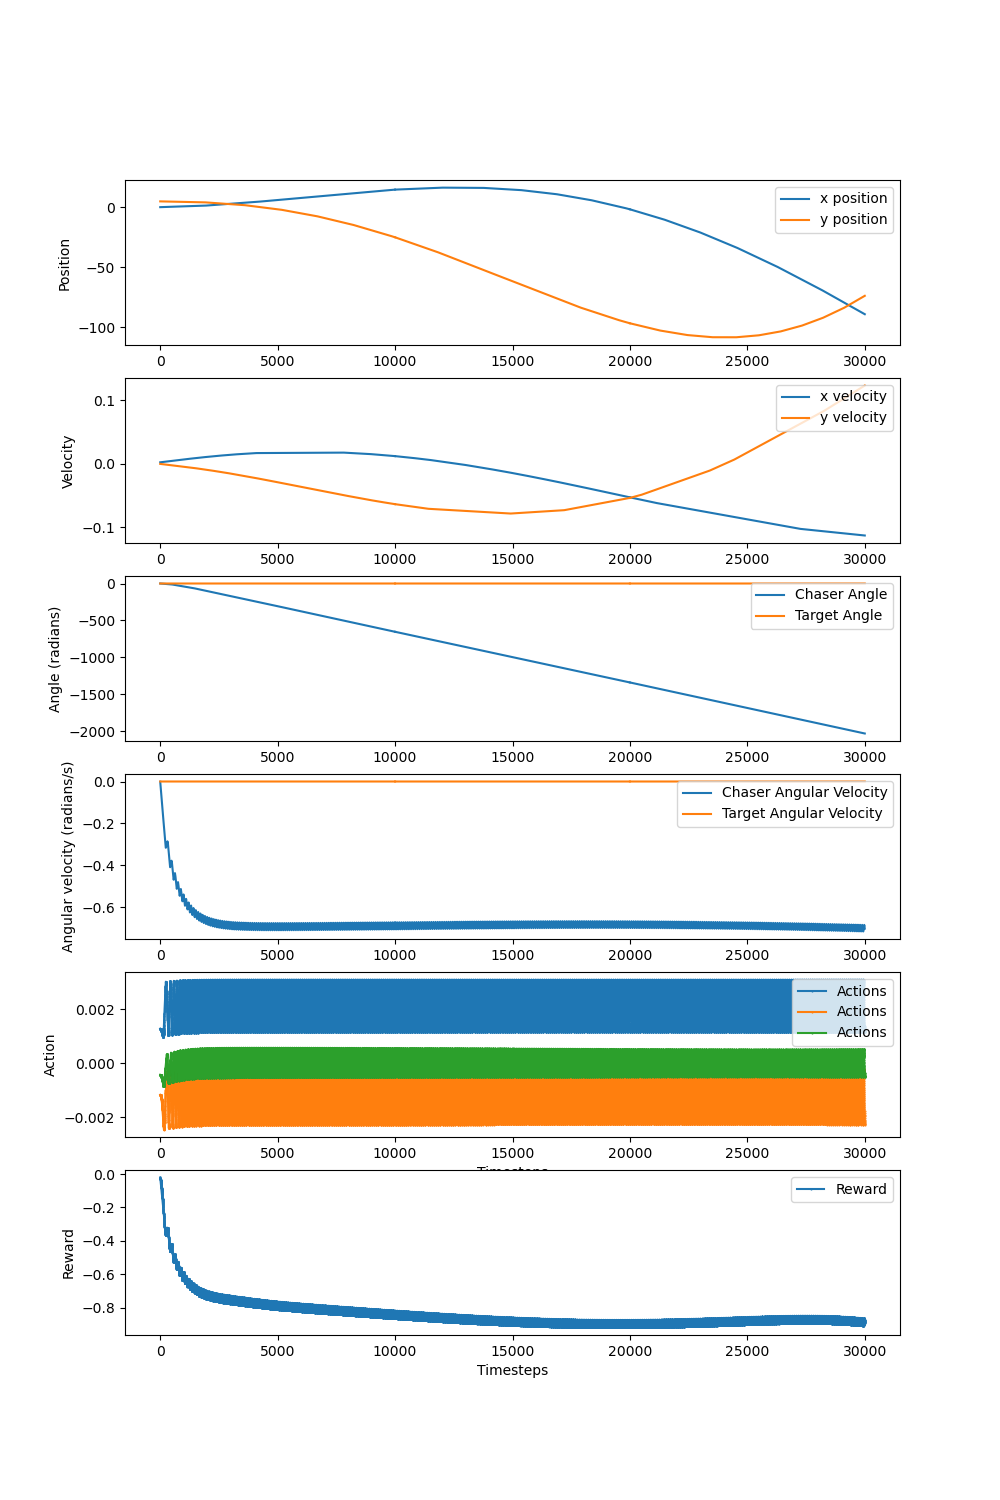 x position
y position
0
−50
−100
Position
0 5000 10000 15000 20000 25000 30000
x velocity
y velocity
0.1
0.0
−0.1
Velocity
0 5000 10000 15000 20000 25000 30000
Chaser Angle
Target Angle
0
−500
−1000
−1500
−2000
Angle (radians)
0 5000 10000 15000 20000 25000 30000
Chaser Angular Velocity
Target Angular Velocity
0.0
−0.2
−0.4
−0.6
Angular velocity (radians/s)
0 5000 10000 15000 20000 25000 30000
Actions
Actions
Actions
0.002
0.000
−0.002
Action
0 5000 10000 15000 20000 25000 30000
Timesteps
Reward
0.0
−0.2
−0.4
−0.6
−0.8
Reward
0 5000 10000 15000 20000 25000 30000
Timesteps